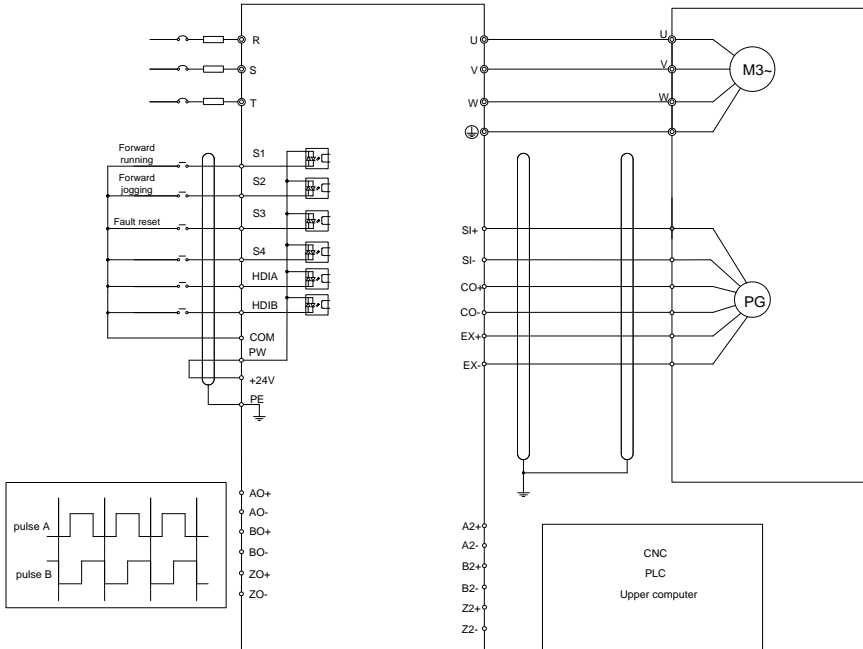 R
S
T
U
V
W
U
V
W
M3~
Forward
running
Forward
jogging
Fault reset
S1
S2
S3
S4
HDIA
HDIB
COM
PW
+24V
PE
SI+
SI-
CO+
CO-
EX+
EX-
PG
pulse A
pulse B
AO+
AO-
BO+
BO-
ZO+
ZO-
A2+
A2-
B2+
B2-
Z2+
Z2-
CNC
PLC
Upper computer